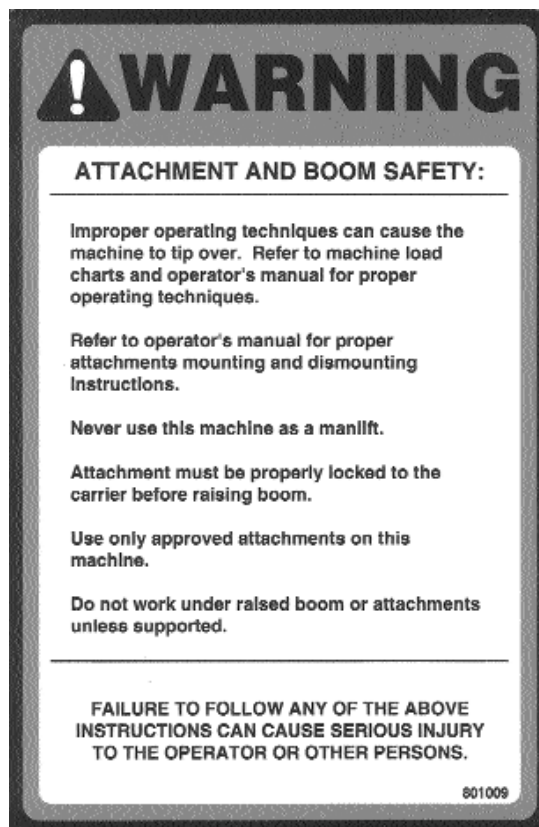 WARNING
ATTACHMENT AND BOOM SAFETY:
Improper operating techniques can cause the
machine to tip over. Refer to machine load
charts and operator's manual for proper
operating techniques.
Refer to operator's manual for proper
attachments mounting and dismounting
Instructions.
Never use this machine as a manlift.
Attachment must be properly locked to the
carrier before raising boom.
Use only approved attachments on this
machine.
Do not work under raised boom or attachments
unless supported.
FAILURE TO FOLLOW ANY OF THE ABOVE
INSTRUCTIONS CAN CAUSE SERIOUS INJURY
TO THE OPERATOR OR OTHER PERSONS.
801009